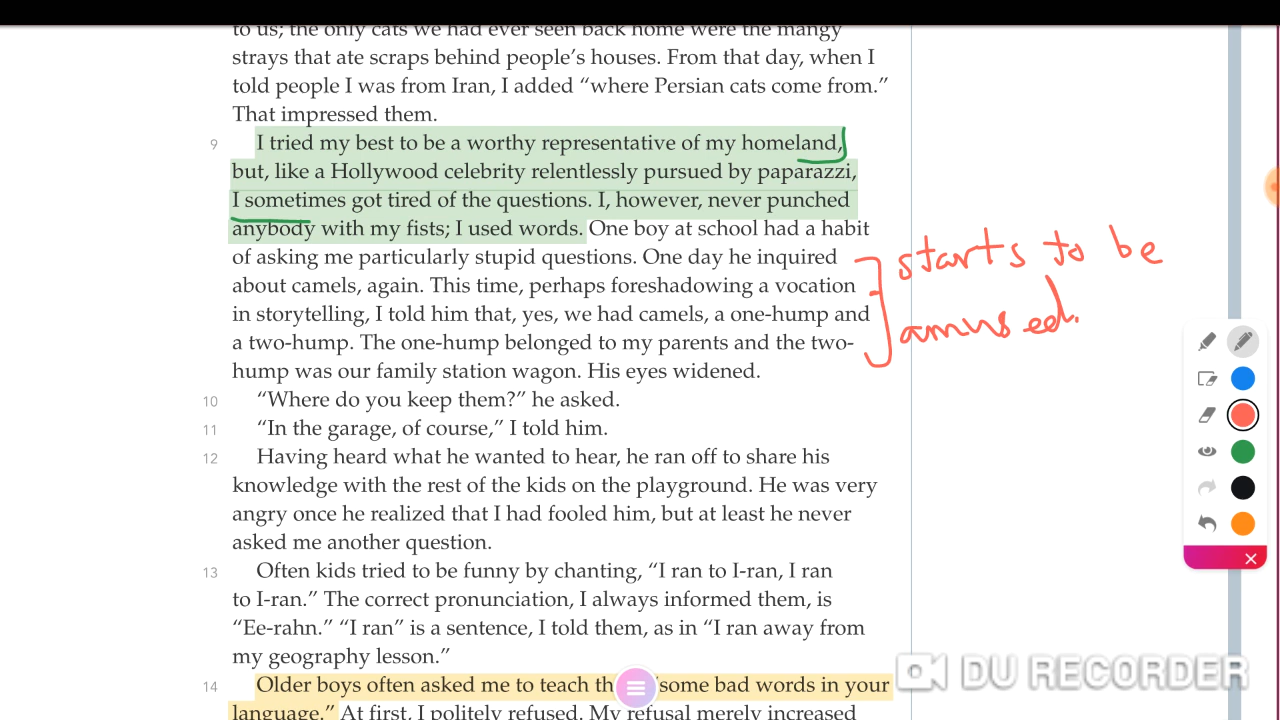 to us; the only cats we had ever seen back home were the mangy
strays that ate scraps behind people’s houses. From that day, when I
told people I was from Iran, I added “where Persian cats come from.”
That impressed them.
9 I tried my best to be a worthy representative of my homeland,
but, like a Hollywood celebrity relentlessly pursued by paparazzi,
I sometimes got tired of the questions. I, however, never punched
anybody with my fists; I used words. One boy at school had a habit
of asking me particularly stupid questions. One day he inquired
about camels, again. This time, perhaps foreshadowing a vocation
in storytelling, I told him that, yes, we had camels, a one-hump and
a two-hump. The one-hump belonged to my parents and the two-
hump was our family station wagon. His eyes widened.
starts to be
amused.
10 “Where do you keep them?” he asked.
11 “In the garage, of course,” I told him.
12 Having heard what he wanted to hear, he ran off to share his
knowledge with the rest of the kids on the playground. He was very
angry once he realized that I had fooled him, but at least he never
asked me another question.
13 Often kids tried to be funny by chanting, “I ran to I-ran, I ran
to I-ran.” The correct pronunciation, I always informed them, is
“Ee-rahn.” “I ran” is a sentence, I told them, as in “I ran away from
my geography lesson.”
14 Older boys often asked me to teach “some bad words in your
language.” At first, I politely refused. My refusal merely increased
DU RECORDER